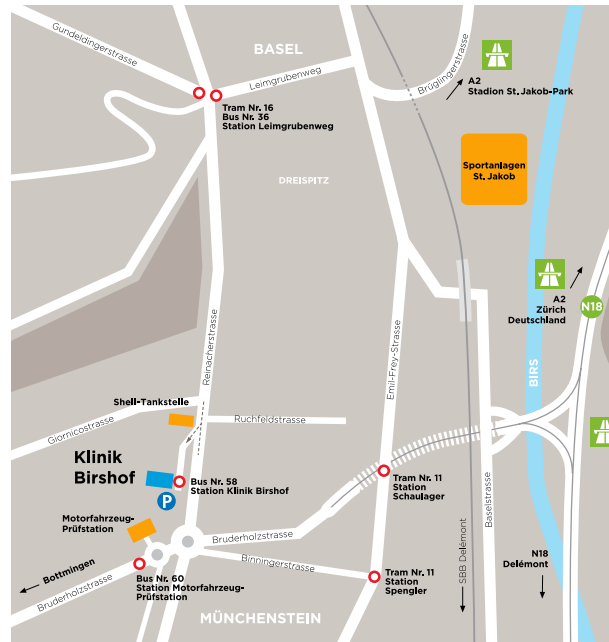 Gundeldingerstrasse
BASEL
Leimgrubenweg
Brüglingerstrasse
A2
Stadion St. Jakob-Park
Tram Nr. 16
Bus Nr. 36
Station Leimgrubenweg
Sportanlagen
St. Jakob
DREISPITZ
A2
Zürich
Deutschland
N18
Reinacherstrasse
Emil-Frey-Strasse
BIRS
Shell-Tankstelle
Giornicostrasse
Ruchfeldstrasse
Klinik
Birshof
Bus Nr. 58
Station Klinik Birshof
P
Tram Nr. 11
Station
Schaulager
Baselstrasse
Motorfahrzeug-
Prüfstation
Bruderholzstrasse
Binningerstrasse
SBB Delémont
N18
Delémont
Bottmingen
Bruderholzstrasse
Bus Nr. 60
Station Motorfahrzeug-
Prüfstation
Tram Nr. 11
Station
Spengler
MÜNCHENSTEIN